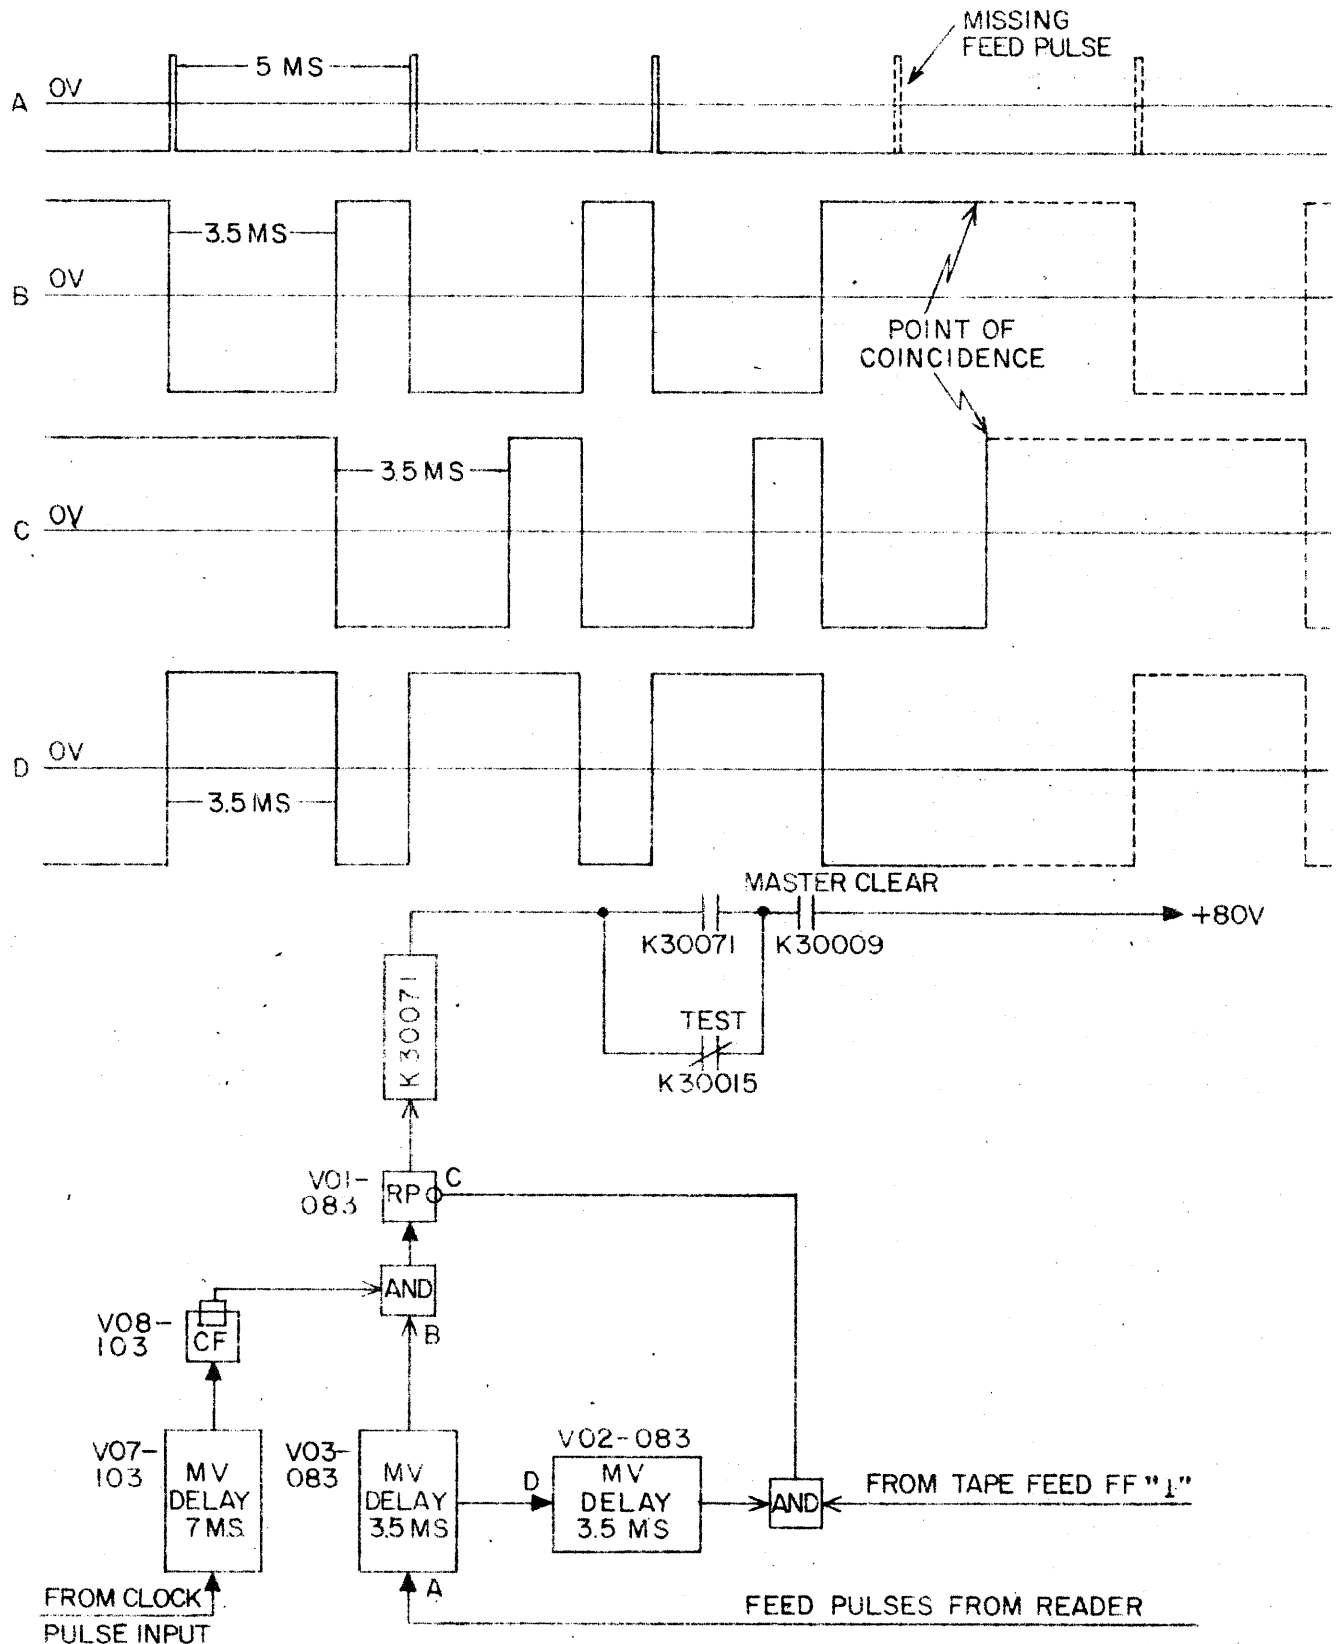 MISSING
FEED PULSE
5 MS
A OV
3.5 MS
B OV
POINT OF
COINCIDENCE
3.5 MS
C OV
D OV
3.5 MS
MASTER CLEAR
+80V
K30071 K30009
K30071
TEST
K30015
V01-
083
RP
C
AND
B
V08-
103
CF
V07-
103
MV
DELAY
7 M.S
V03-
083
MV
DELAY
3.5 MS
D
V02-083
MV
DELAY
3.5 MS
AND
FROM TAPE FEED FF "1"
A
FROM CLOCK
PULSE INPUT
FEED PULSES FROM READER